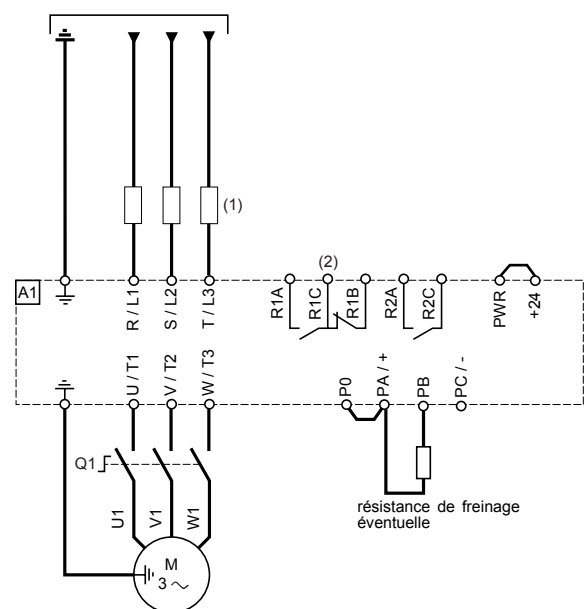 (1)
(2)
A1
R / L1
S / L2
T / L3
R1A
R1C
R1B
R2A
R2C
PWR
+24
U / T1
V / T2
W / T3
P0
PA / +
PB
PC / -
Q1
résistance de freinage
éventuelle
U1
V1
W1
M
3 ~